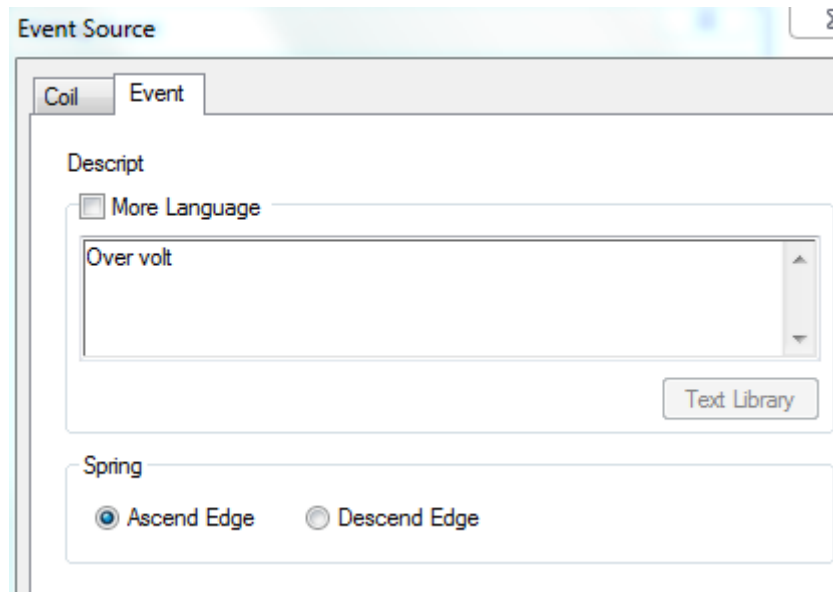 Event Source
Coil
Event
Descript
More Language
Over volt
Text Library
Spring
Ascend Edge
Descend Edge